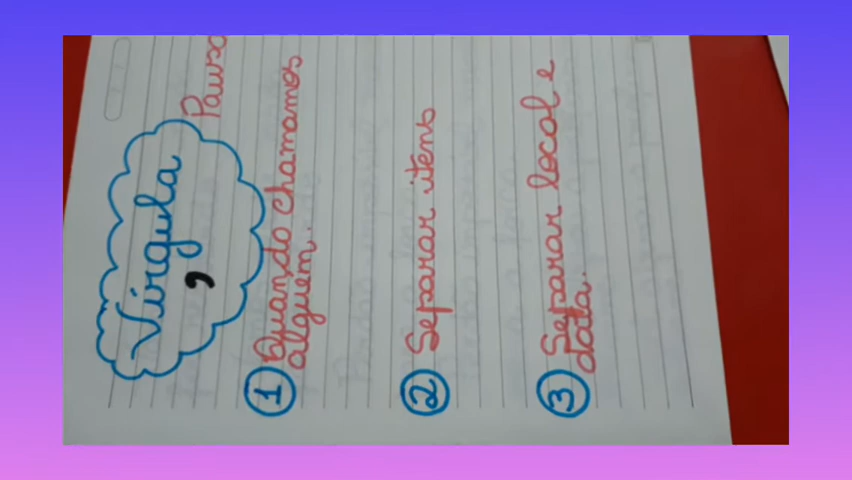 Vírgula
,
Pausa
1 Quando chamamos
alguém.
2 Separar itens
3 Separar local e
data.